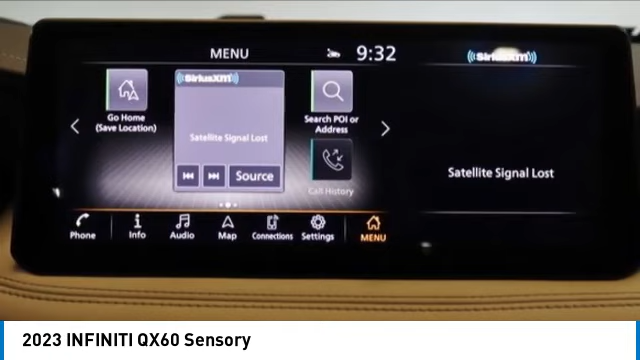 MENU
9:32
SiriusXM
SiriusXM
Go Home
(Save Location)
Satellite Signal Lost
Source
Search POI or
Address
Call History
Satellite Signal Lost
Phone
Info
Audio
Map
Connections
Settings
MENU
2023 INFINITI QX60 Sensory